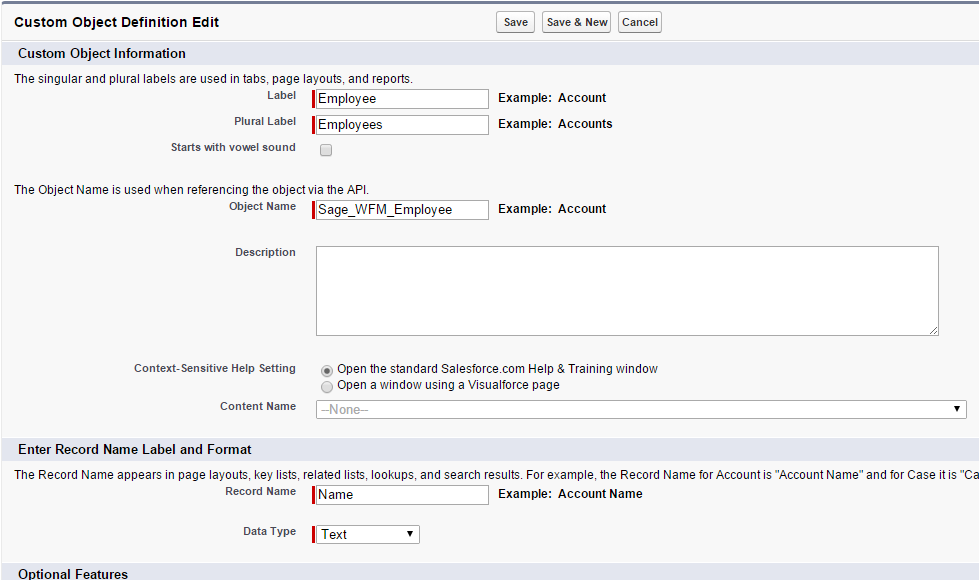 Custom Object Definition Edit Save Save & New Cancel
Custom Object Information
The singular and plural labels are used in tabs, page layouts, and reports.
Label Employee Example: Account
Plural Label Employees Example: Accounts
Starts with vowel sound
The Object Name is used when referencing the object via the API.
Object Name Sage_WFM_Employee Example: Account
Description
Context-Sensitive Help Setting Open the standard Salesforce.com Help & Training window
Open a window using a Visualforce page
Content Name --None--
Enter Record Name Label and Format
The Record Name appears in page layouts, key lists, related lists, lookups, and search results. For example, the Record Name for Account is "Account Name" and for Case it is "Ca
Record Name Name Example: Account Name
Data Type Text
Optional Features